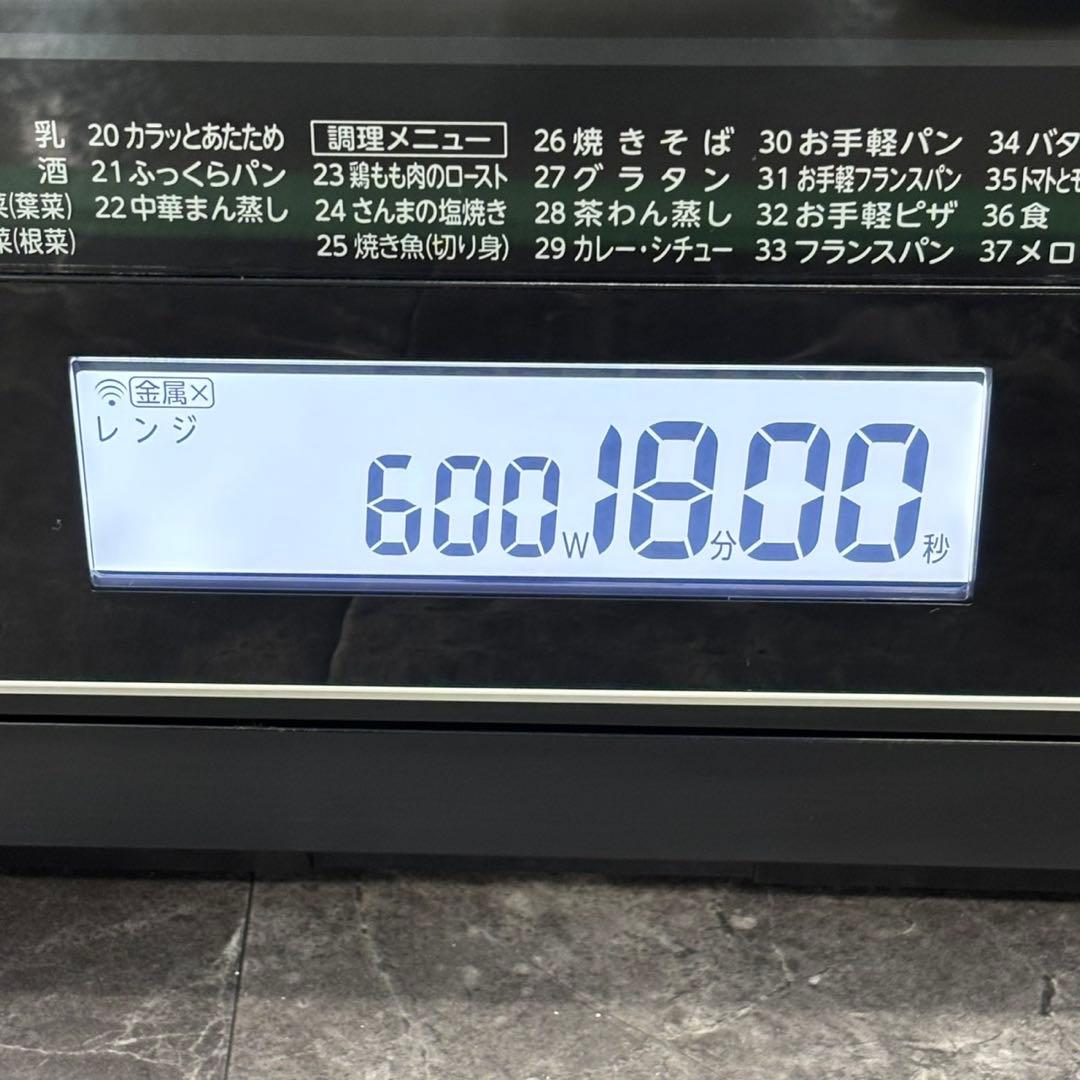 乳
酒
(葉菜)
(根菜)
20 カラッとあたため
21 ふっくらパン
22 中華まん蒸し
調理メニュー
23 鶏もも肉のロースト
24 さんまの塩焼き
25 焼き魚(切り身)
26 焼きそば
27 グラタン
28 茶わん蒸し
29 カレー・シチュー
30 お手軽パン
31 お手軽フランスパン
32 お手軽ピザ
33 フランスパン
34 バタ
35 トマトとモ
36 食
37 メロ
金属×
レンジ
600W 18分00秒